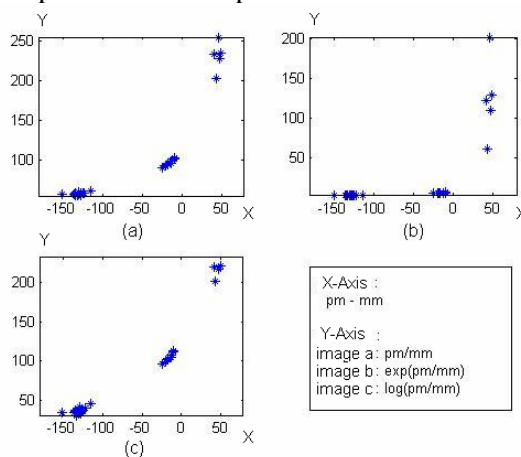 Y
250
200
150
100
-150 -100 -50 0 50 X
(a)
Y
200
150
100
50
-150 -100 -50 0 50 X
(b)
Y
200
150
100
50
-150 -100 -50 0 50 X
(c)
X-Axis :
pm - mm
Y-Axis :
image a : pm/mm
image b : exp(pm/mm)
image c : log(pm/mm)